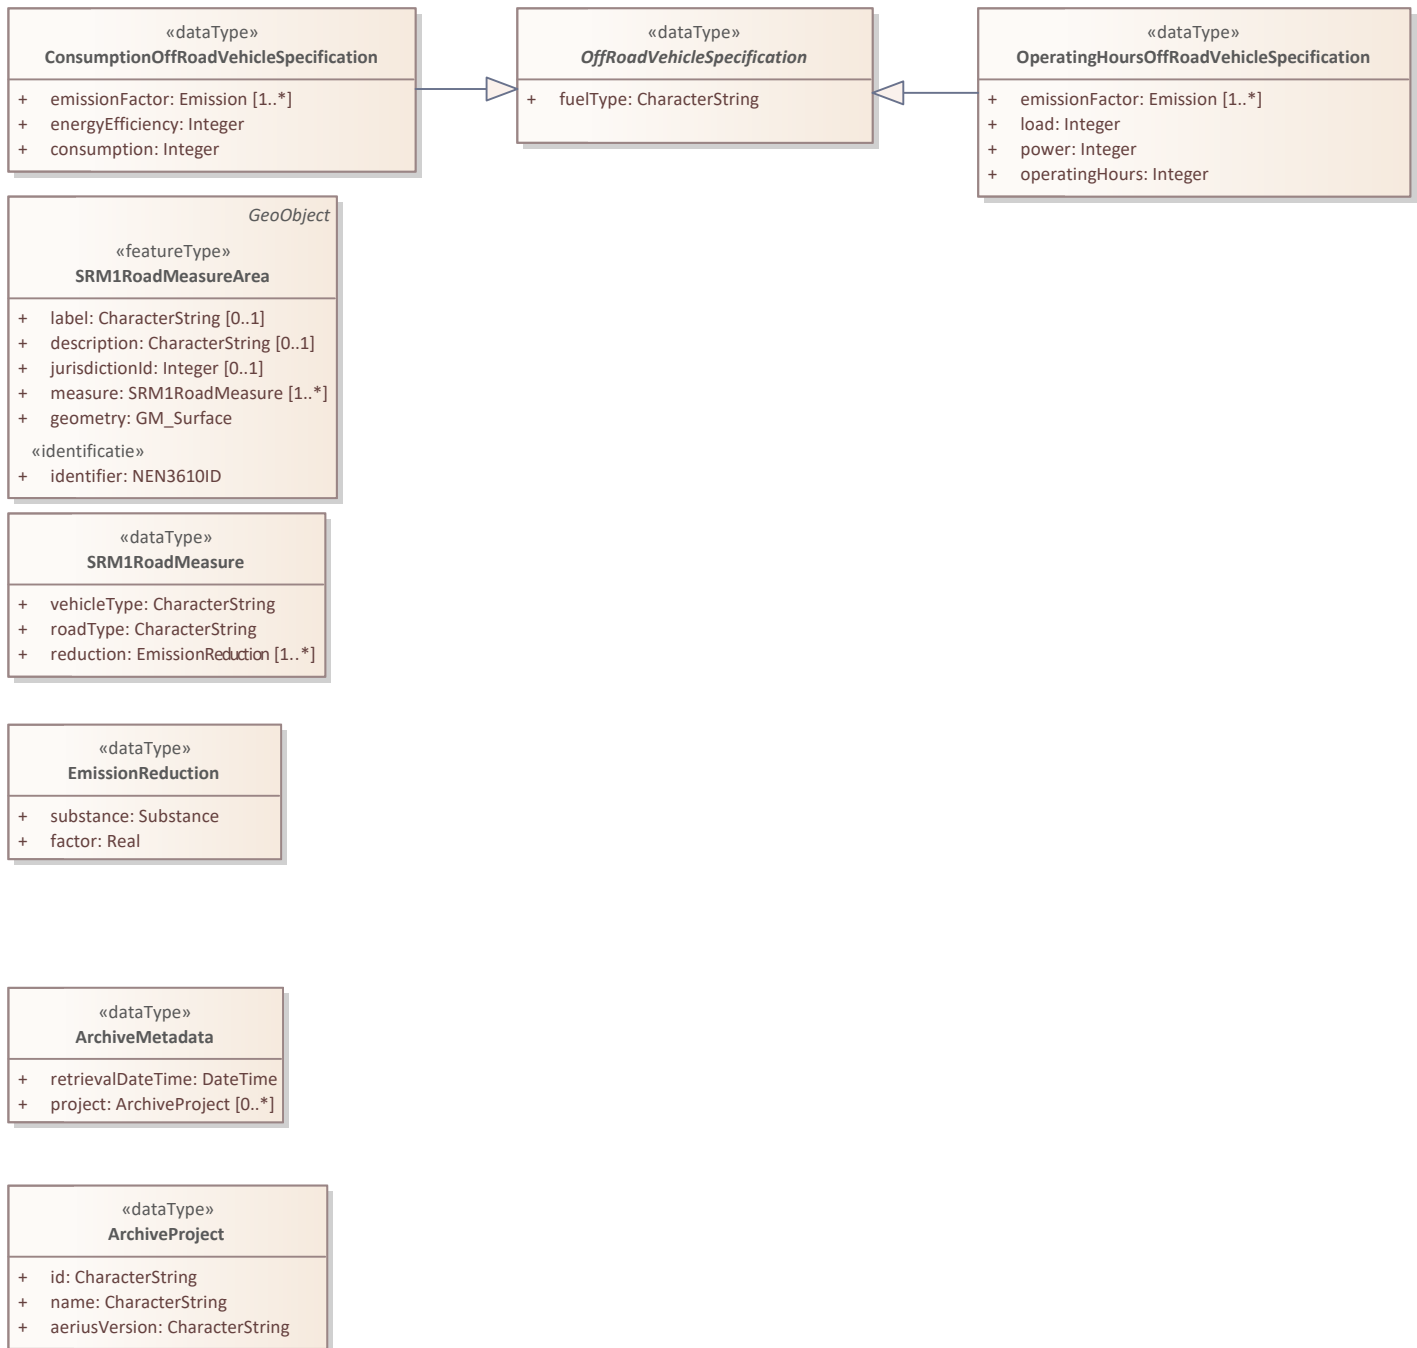 «dataType»
ConsumptionOffRoadVehicleSpecification
+ emissionFactor: Emission [1..*]
+ energyEfficiency: Integer
+ consumption: Integer
«dataType»
OffRoadVehicleSpecification
+ fuelType: CharacterString
«dataType»
OperatingHoursOffRoadVehicleSpecification
+ emissionFactor: Emission [1..*]
+ load: Integer
+ power: Integer
+ operatingHours: Integer
GeoObject
«featureType»
SRM1RoadMeasureArea
+ label: CharacterString [0..1]
+ description: CharacterString [0..1]
+ jurisdictionId: Integer [0..1]
+ measure: SRM1RoadMeasure [1..*]
+ geometry: GM_Surface
«identificatie»
+ identifier: NEN3610ID
«dataType»
SRM1RoadMeasure
+ vehicleType: CharacterString
+ roadType: CharacterString
+ reduction: EmissionReduction [1..*]
«dataType»
EmissionReduction
+ substance: Substance
+ factor: Real
«dataType»
ArchiveMetadata
+ retrievalDateTime: DateTime
+ project: ArchiveProject [0..*]
«dataType»
ArchiveProject
+ id: CharacterString
+ name: CharacterString
+ aeriusVersion: CharacterString